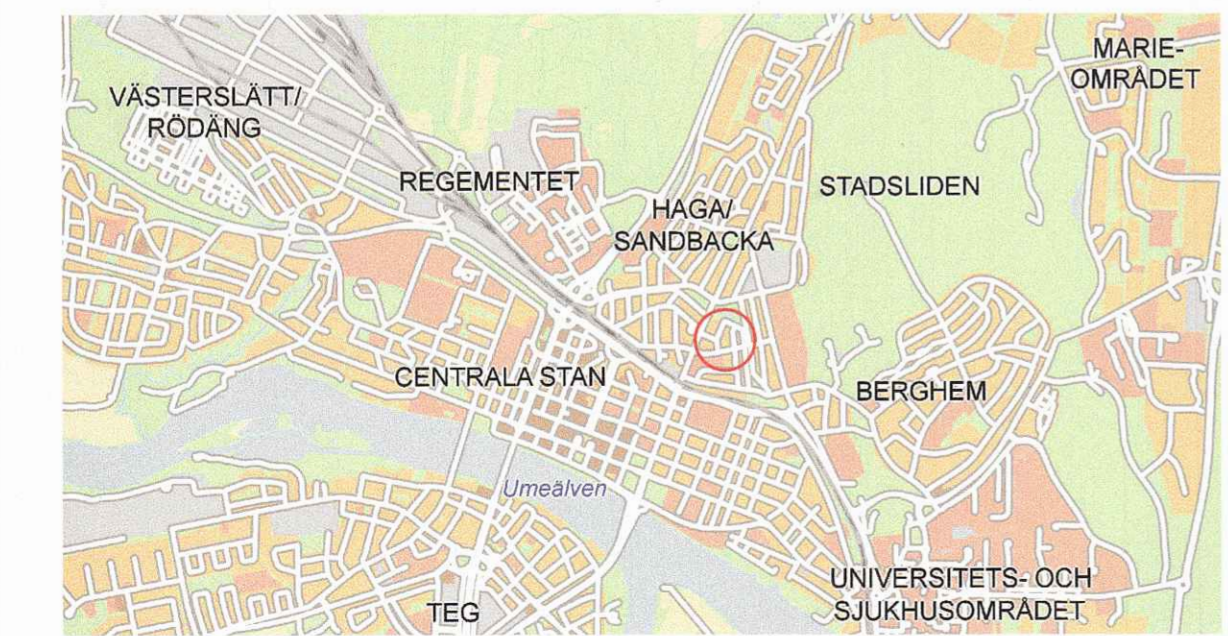 MARIE-
OMRÅDET
VÄSTERSLÄTT/
RÖDÄNG
REGEMENTET
STADSLIDEN
HAGA/
SANDBACKA
CENTRALA STAN
BERGHEM
Umeälven
UNIVERSITETS- OCH
SJUKHUSOMRÅDET
TEG